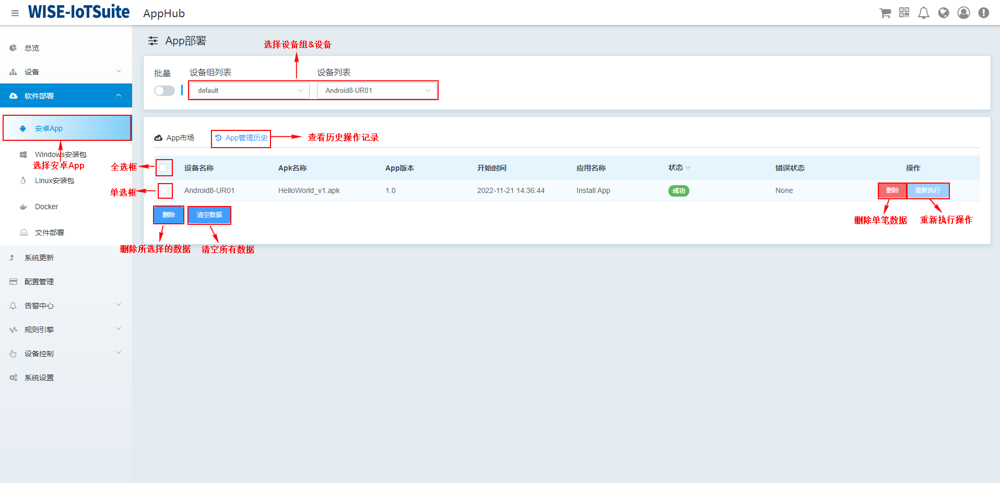 WISE-IoTSuite AppHub
总览
设备
软件部署
安卓App
Windows安装包
选择安卓App
Linux安装包
Docker
文件部署
系统更新
配置管理
告警中心
规则引擎
设备控制
系统设置
App部署
选择设备组&设备
批量 设备组列表 设备列表
default Android8-UR01
App市场 App管理历史 查看历史操作记录
全选框 设备名称 Apk名称 App版本 开始时间 应用名称 状态 错误状态 操作
单选框 Android8-UR01 HelloWorld_v1.apk 1.0 2022-11-21 14:36:44 Install App 成功 None 删除 重新执行
删除 清空数据
删除单笔数据 重新执行操作
删除所选择的数据 清空所有数据